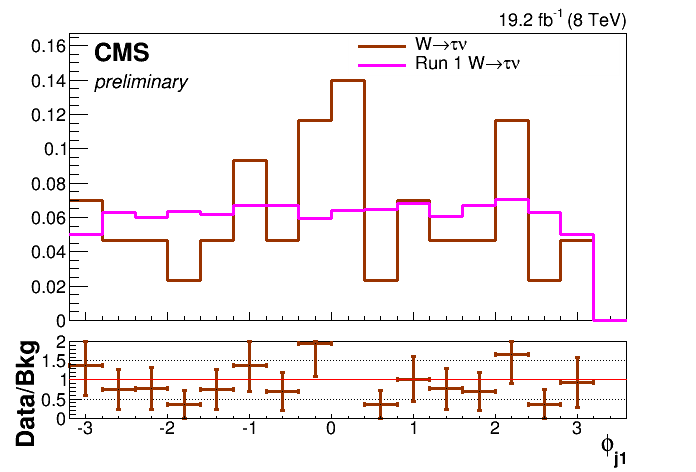 19.2 fb⁻¹ (8 TeV)
CMS
preliminary
W→τν
Run 1 W→τν
0.16
0.14
0.12
0.1
0.08
0.06
0.04
0.02
0
Data/Bkg
2
1.5
1
0.5
0
-3 -2 -1 0 1 2 3
ϕj1